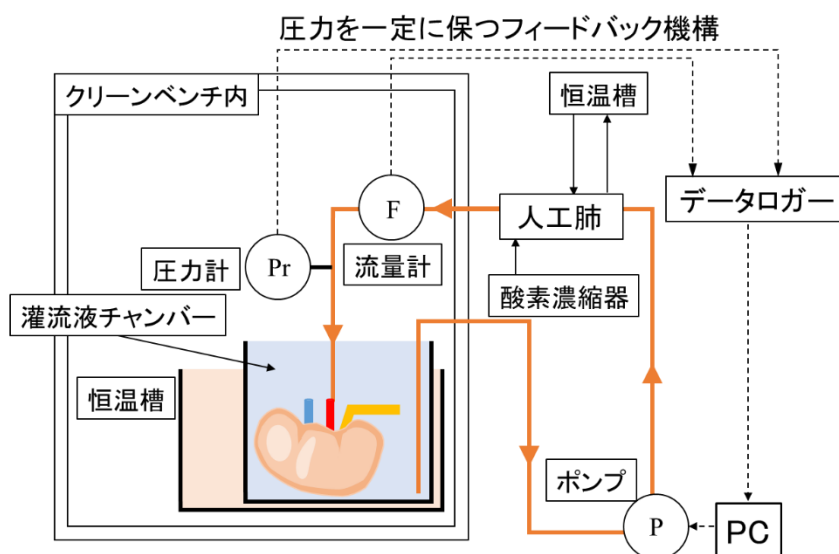 圧力を一定に保つフィードバック機構
クリーンベンチ内
恒温槽
F
人工肺
データロガー
Pr
圧力計
流量計
酸素濃縮器
灌流液チャンバー
恒温槽
ポンプ
P
PC